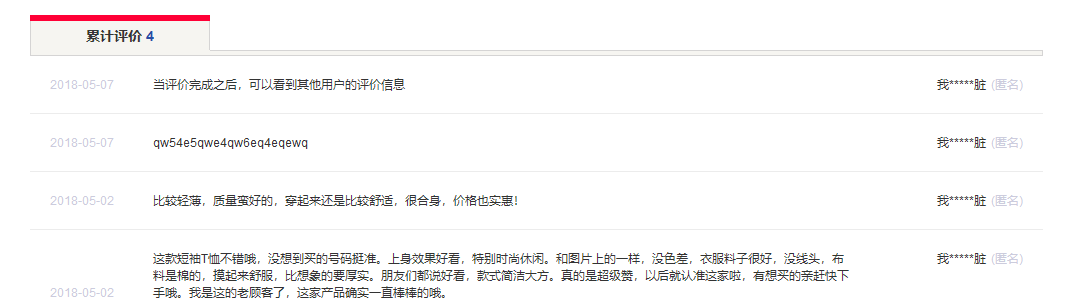 累计评价 4
2018-05-07 当评价完成之后，可以看到其他用户的评价信息 我*****脏 (匿名)
2018-05-07 qw54e5qwe4qw6eq4eqewq 我*****脏 (匿名)
2018-05-02 比较轻薄，质量蛮好的，穿起来还是比较舒适，很合身，价格也实惠！ 我*****脏 (匿名)
这款短袖T恤不错哦，没想到买的号码挺准。上身效果好看，特别时尚休闲。和图片上的一样，没色差，衣服料子很好，没线头，布 我*****脏 (匿名)
料是棉的，摸起来舒服，比想象的要厚实。朋友们都说好看，款式简洁大方。真的是超级赞，以后就认准这家啦，有想买的亲赶快下
2018-05-02 手哦。我是这的老顾客了，这家产品确实一直棒棒的哦。